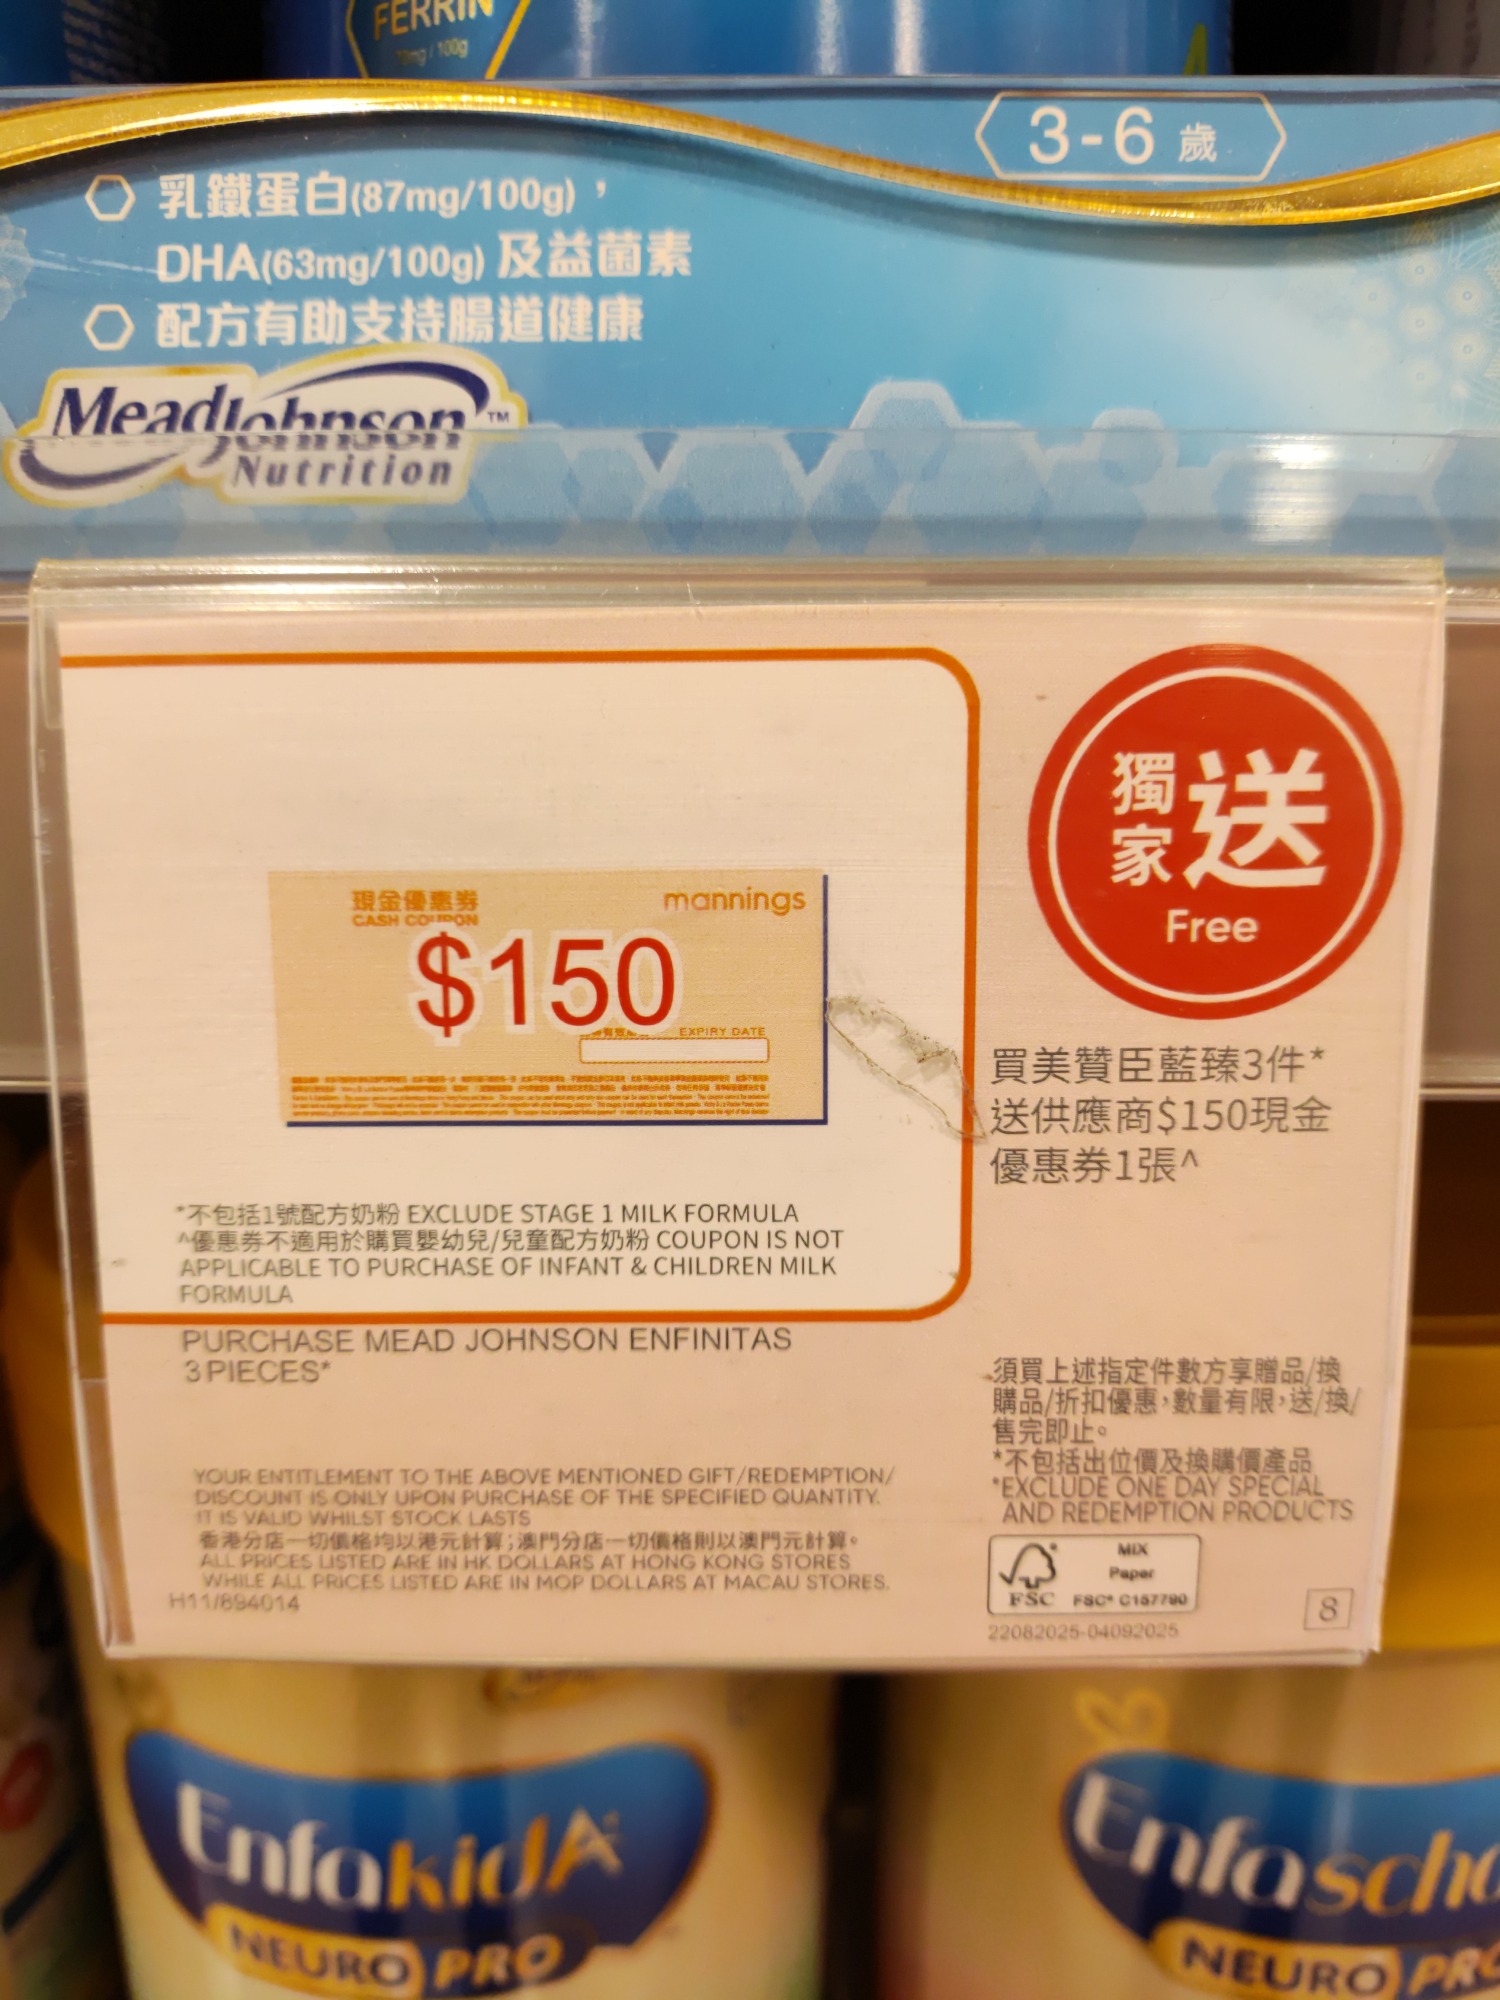 FERRIN
3-6 歲
乳鐵蛋白(87mg/100g)，
DHA(63mg/100g) 及益菌素
配方有助支持腸道健康
MeadJohnson™
Nutrition
獨家送
Free
現金優惠券
CASH COUPON
mannings
$150
EXPIRY DATE
買美贊臣藍臻3件*
送供應商$150現金
優惠券1張^
*不包括1號配方奶粉 EXCLUDE STAGE 1 MILK FORMULA
^優惠券不適用於購買嬰幼兒/兒童配方奶粉 COUPON IS NOT
APPLICABLE TO PURCHASE OF INFANT & CHILDREN MILK
FORMULA
PURCHASE MEAD JOHNSON ENFINITAS
3 PIECES*
須買上述指定件數方享贈品/換
購品/折扣優惠，數量有限，送/換/
售完即止。
*不包括出位價及換購價產品
*EXCLUDE ONE DAY SPECIAL
AND REDEMPTION PRODUCTS
YOUR ENTITLEMENT TO THE ABOVE MENTIONED GIFT/REDEMPTION/
DISCOUNT IS ONLY UPON PURCHASE OF THE SPECIFIED QUANTITY.
IT IS VALID WHILST STOCK LASTS
香港分店一切價格均以港元計算；澳門分店一切價格則以澳門元計算。
ALL PRICES LISTED ARE IN HK DOLLARS AT HONG KONG STORES
WHILE ALL PRICES LISTED ARE IN MOP DOLLARS AT MACAU STORES.
H11/894014
MIX
Paper
FSC FSC® C157790
22082025-04092025
8
EnfakidA+
NEURO PRO
Enfascho
NEURO PRO